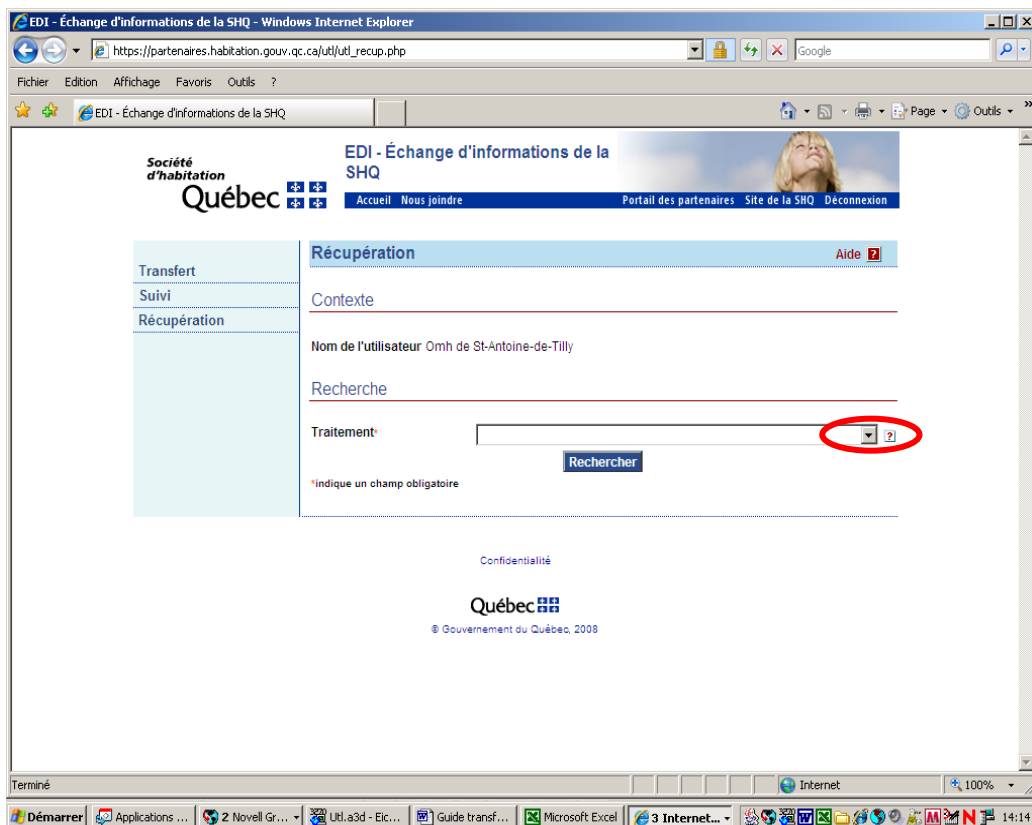 EDI - Échange d'informations de la SHQ - Windows Internet Explorer
https://partenaires.habitation.gouv.qc.ca/utl/utl_recup.php
Google
Fichier Edition Affichage Favoris Outils ?
EDI - Échange d'informations de la SHQ
Page Outils »
Société
d'habitation
Québec
EDI - Échange d'informations de la
SHQ
Accueil Nous joindre Portail des partenaires Site de la SHQ Déconnexion
Transfert
Suivi
Récupération
Récupération Aide ?
Contexte
Nom de l'utilisateur Omh de St-Antoine-de-Tilly
Recherche
Traitement* ?
Rechercher
*indique un champ obligatoire
Confidentialité
Québec
© Gouvernement du Québec, 2008
Terminé Internet 100%
Démarrer Applications ... 2 Novell Gr... Utl.a3d - Eic... Guide transf... Microsoft Excel 3 Internet... 14:14